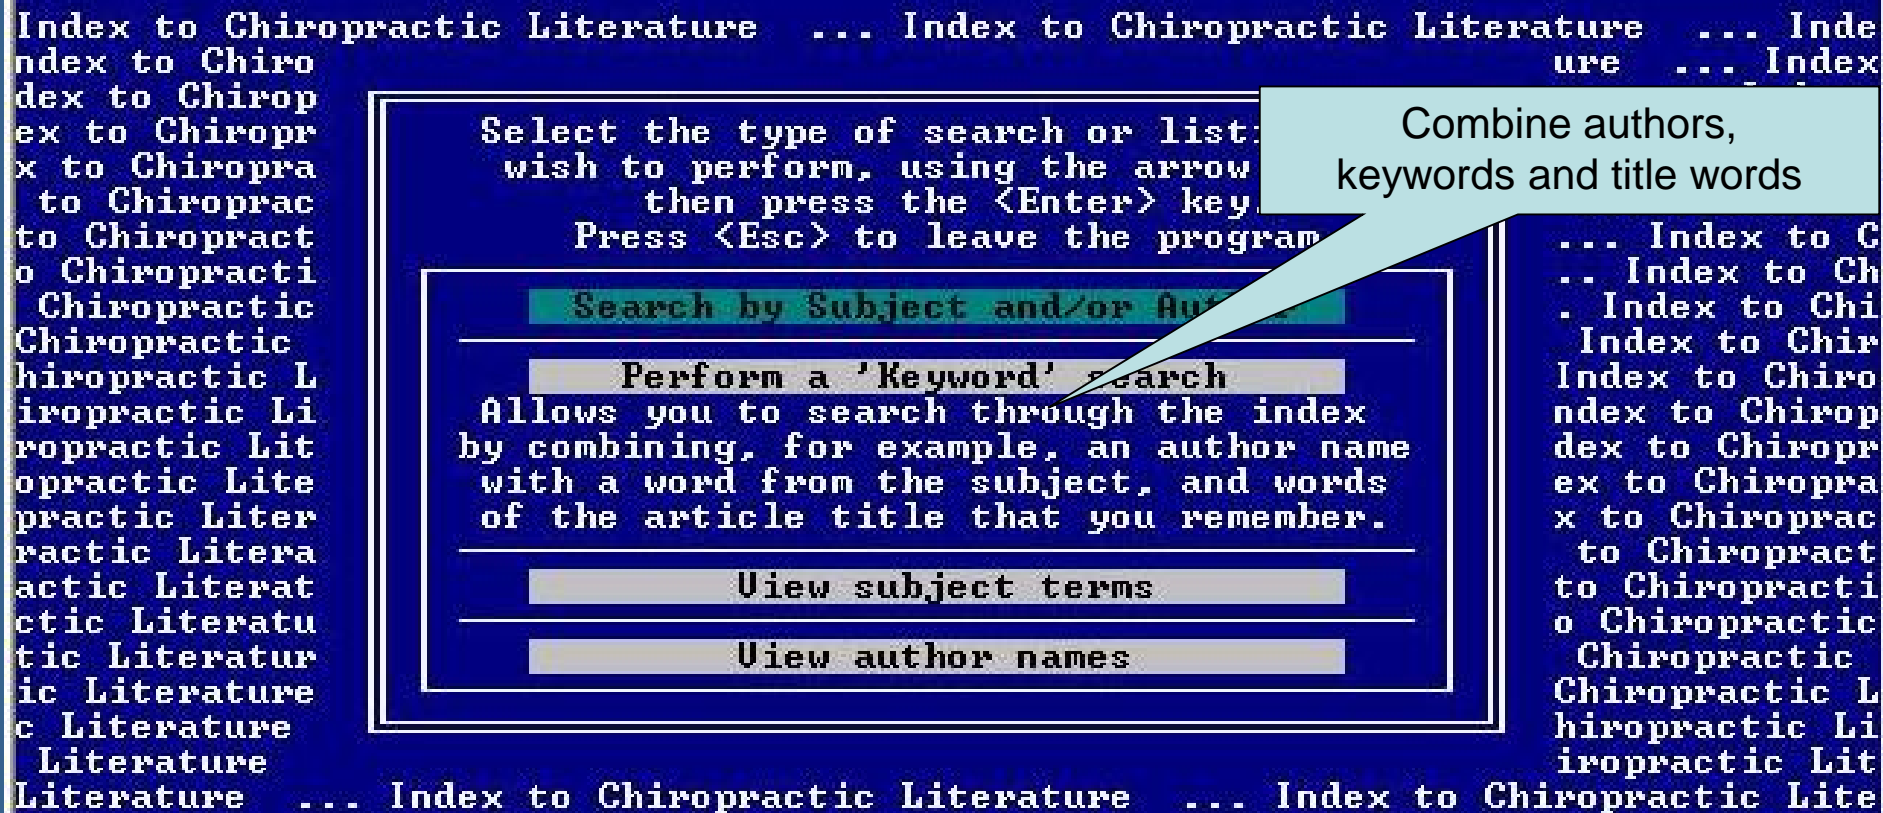 Index to Chiropractic Literature ... Index to Chiropractic Literature ... Inde
ndex to Chiro ure ... Index
dex to Chirop
ex to Chiropr
x to Chiropra
to Chiroprac
to Chiropract
o Chiropracti
Chiropractic
Chiropractic
hiropractic L
iropractic Li
ropractic Lit
opractic Lite
practic Liter
ractic Litera
actic Literat
ctic Literatu
tic Literatur
ic Literature
c Literature
Literature
Select the type of search or list
wish to perform, using the arrow
then press the <Enter> key.
Press <Esc> to leave the program
Combine authors,
keywords and title words
Search by Subject and/or
Perform a 'Keyword' search
Allows you to search through the index
by combining, for example, an author name
with a word from the subject, and words
of the article title that you remember.
View subject terms
View author names
... Index to C
.. Index to Ch
. Index to Chi
Index to Chir
Index to Chiro
ndex to Chirop
dex to Chiropr
ex to Chiropra
x to Chiroprac
to Chiropract
to Chiropracti
o Chiropractic
Chiropractic
Chiropractic L
hiropractic Li
iropractic Lit
Literature ... Index to Chiropractic Literature ... Index to Chiropractic Lite